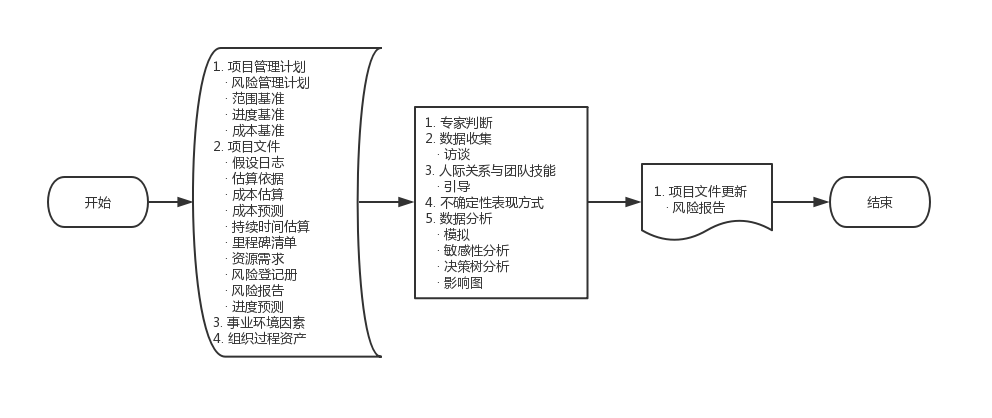 开始
1. 项目管理计划
· 风险管理计划
· 范围基准
· 进度基准
· 成本基准
2. 项目文件
· 假设日志
· 估算依据
· 成本估算
· 成本预测
· 持续时间估算
· 里程碑清单
· 资源需求
· 风险登记册
· 风险报告
· 进度预测
3. 事业环境因素
4. 组织过程资产
1. 专家判断
2. 数据收集
· 访谈
3. 人际关系与团队技能
· 引导
4. 不确定性表现方式
5. 数据分析
· 模拟
· 敏感性分析
· 决策树分析
· 影响图
1. 项目文件更新
· 风险报告
结束